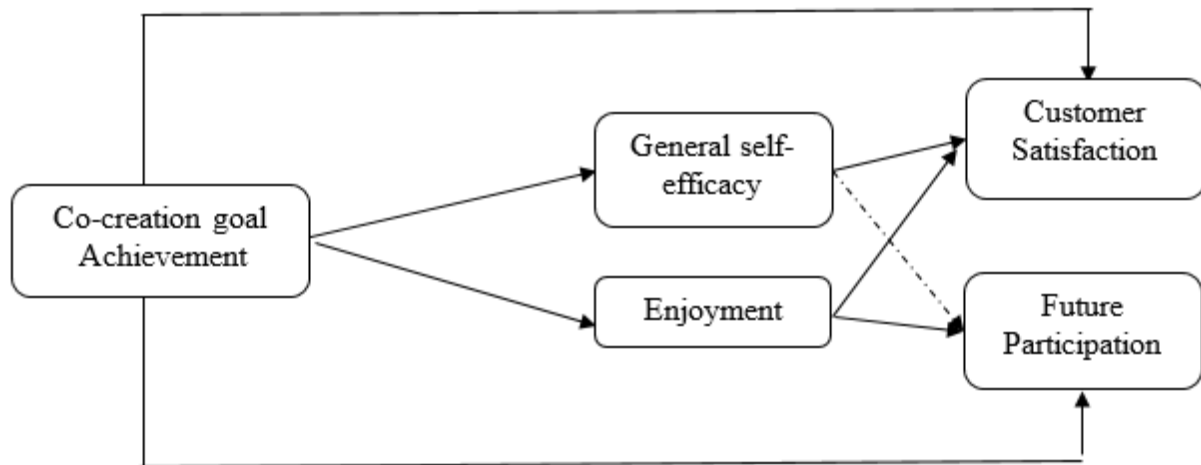 Co-creation goal
Achievement
General self-
efficacy
Enjoyment
Customer
Satisfaction
Future
Participation